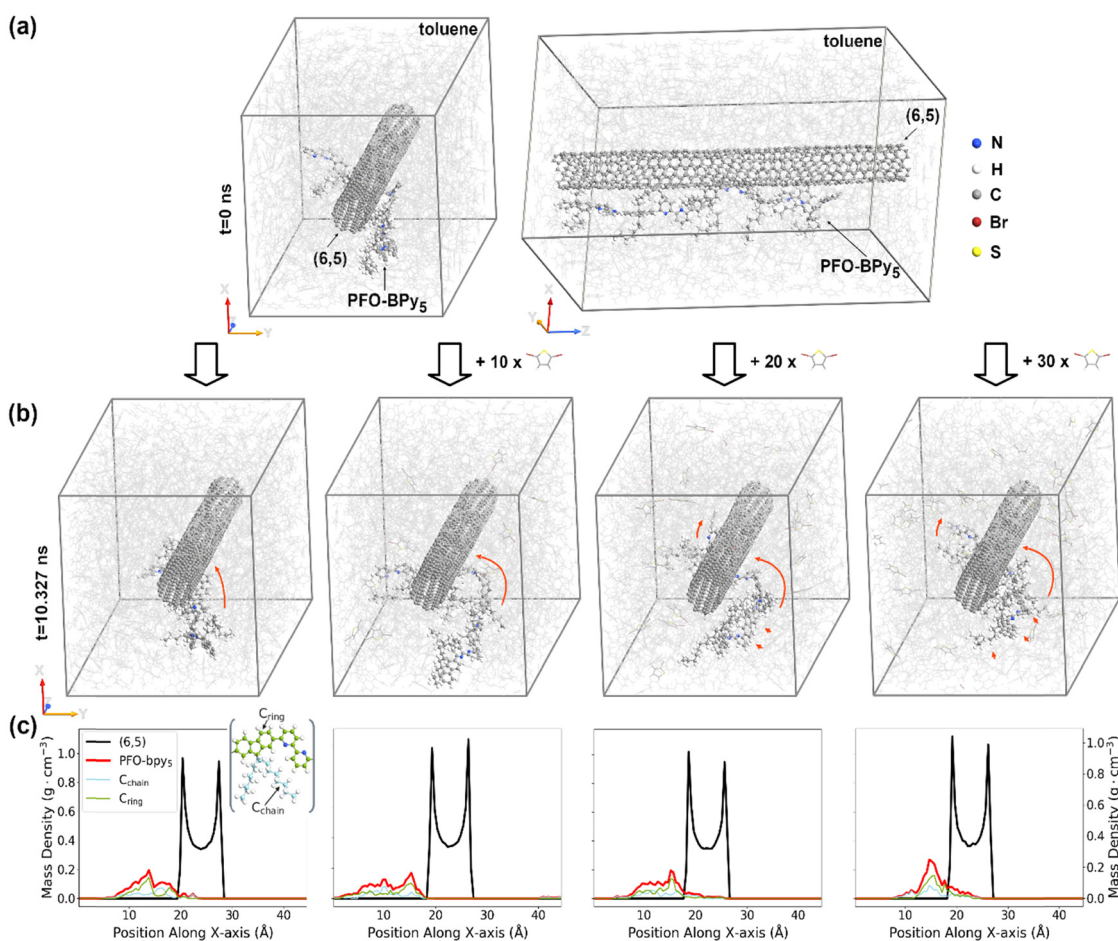 (a)
toluene
toluene
(6,5)
N
H
C
Br
S
t=0 ns
(6,5)
PFO-BPy5
PFO-BPy5
X
Z
Y
X
Y
Z
+ 10 x
+ 20 x
+ 30 x
(b)
t=10.327 ns
X
Z
Y
(c)
(6,5)
PFO-bpy5
Cchain
Cring
Cring
Cchain
Mass Density (g · cm−3)
1.0
0.8
0.6
0.4
0.2
0.0
10 20 30 40
10 20 30 40
10 20 30 40
10 20 30 40
1.0
0.8
0.6
0.4
0.2
0.0
Mass Density (g · cm−3)
Position Along X-axis (Å)
Position Along X-axis (Å)
Position Along X-axis (Å)
Position Along X-axis (Å)